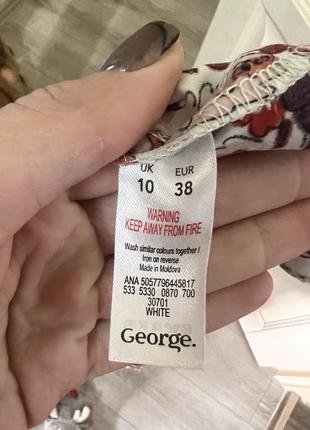 UK EUR
10 38
WARNING
KEEP AWAY FROM FIRE
Wash similar colours together /
Iron on reverse
Made in Moldova
ANA 5057796445817
533 5330 0870 700
30701
WHITE
George.